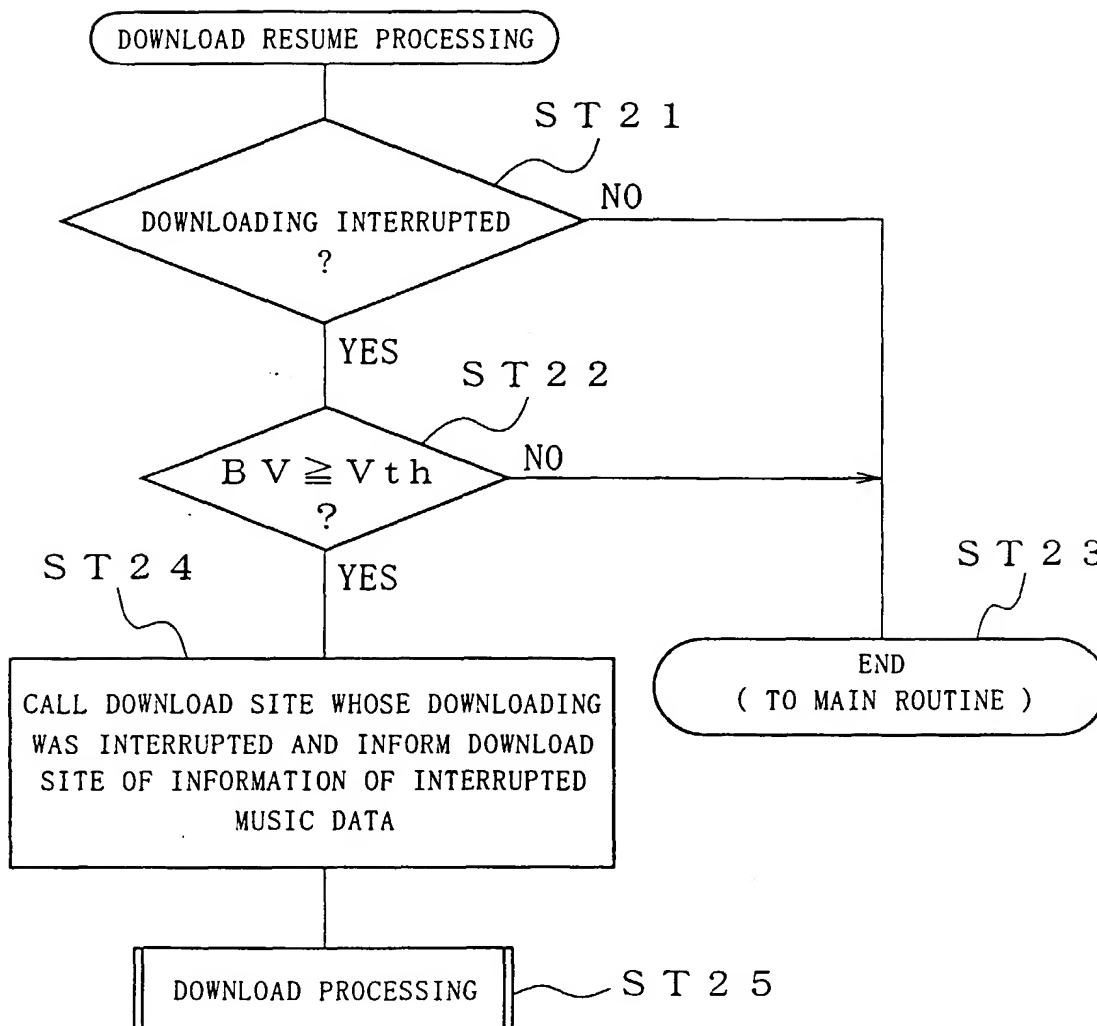 DOWNLOAD RESUME PROCESSING
ST21
NO
DOWNLOADING INTERRUPTED
?
YES
ST22
BV≧Vth
?
NO
YES
ST24
ST23
END
( TO MAIN ROUTINE )
CALL DOWNLOAD SITE WHOSE DOWNLOADING
WAS INTERRUPTED AND INFORM DOWNLOAD
SITE OF INFORMATION OF INTERRUPTED
MUSIC DATA
DOWNLOAD PROCESSING
ST25